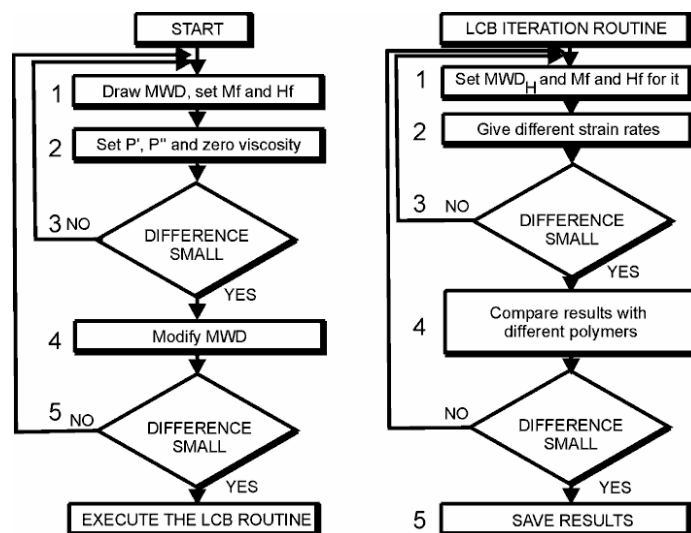 START
1 Draw MWD, set Mf and Hf
2 Set P', P" and zero viscosity
3 NO
DIFFERENCE
SMALL
YES
4 Modify MWD
5 NO
DIFFERENCE
SMALL
YES
EXECUTE THE LCB ROUTINE
LCB ITERATION ROUTINE
1 Set MWDH and Mf and Hf for it
2 Give different strain rates
3 NO
DIFFERENCE
SMALL
YES
4 Compare results with
different polymers
NO
DIFFERENCE
SMALL
YES
5 SAVE RESULTS